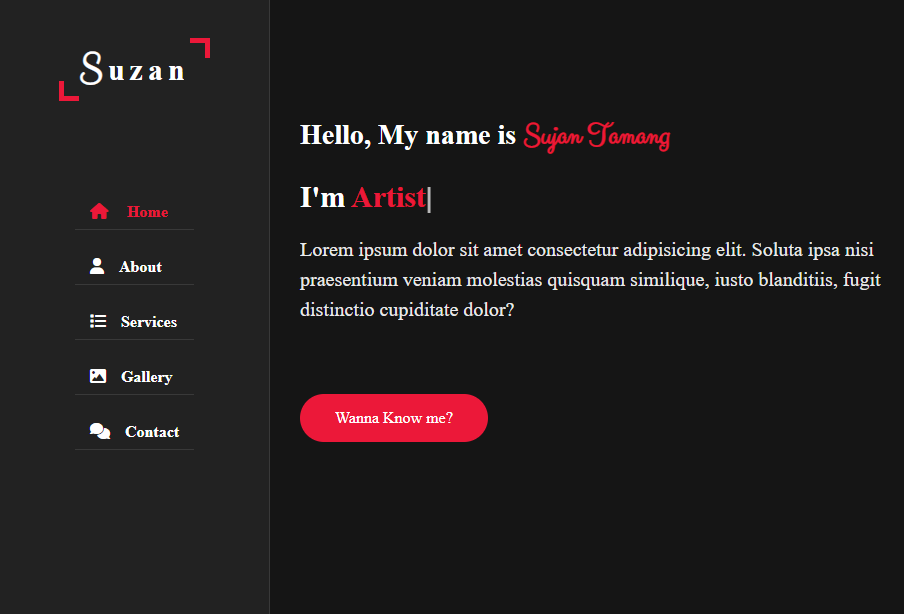 Suzan
Home
About
Services
Gallery
Contact
Hello, My name is Sujan Tamang
I'm Artist|
Lorem ipsum dolor sit amet consectetur adipisicing elit. Soluta ipsa nisi
praesentium veniam molestias quisquam similique, iusto blanditiis, fugit
distinctio cupiditate dolor?
Wanna Know me?